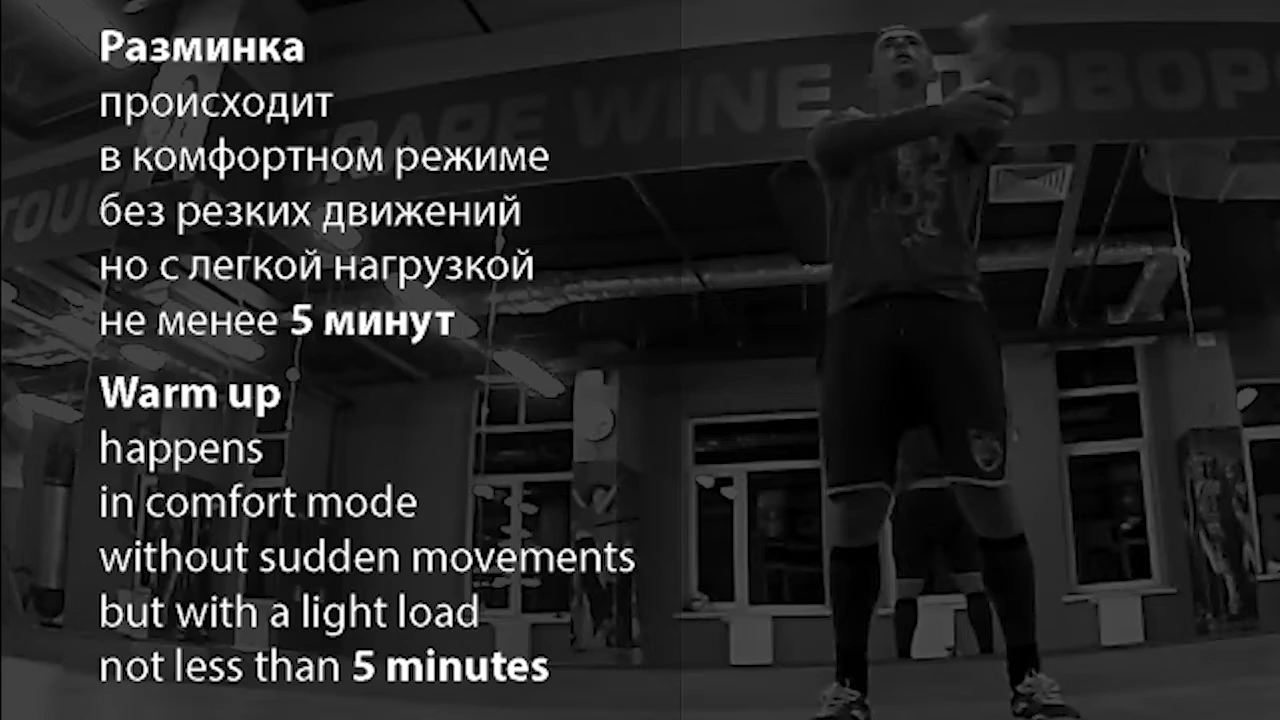 Разминка
происходит
в комфортном режиме
без резких движений
но с легкой нагрузкой
не менее 5 минут
Warm up
happens
in comfort mode
without sudden movements
but with a light load
not less than 5 minutes
WINE